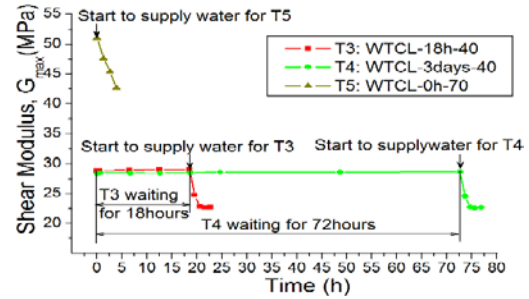 Start to supply water for T5
T3: WTCL-18h-40
T4: WTCL-3days-40
T5: WTCL-0h-70
Shear Modulus, Gmax(MPa)
55
50
45
40
35
30
25
20
Start to supply water for T3
Start to supplywater for T4
T3 waiting
for 18hours
T4 waiting for 72hours
0 5 10 15 20 25 30 35 40 45 50 55 60 65 70 75 80
Time (h)